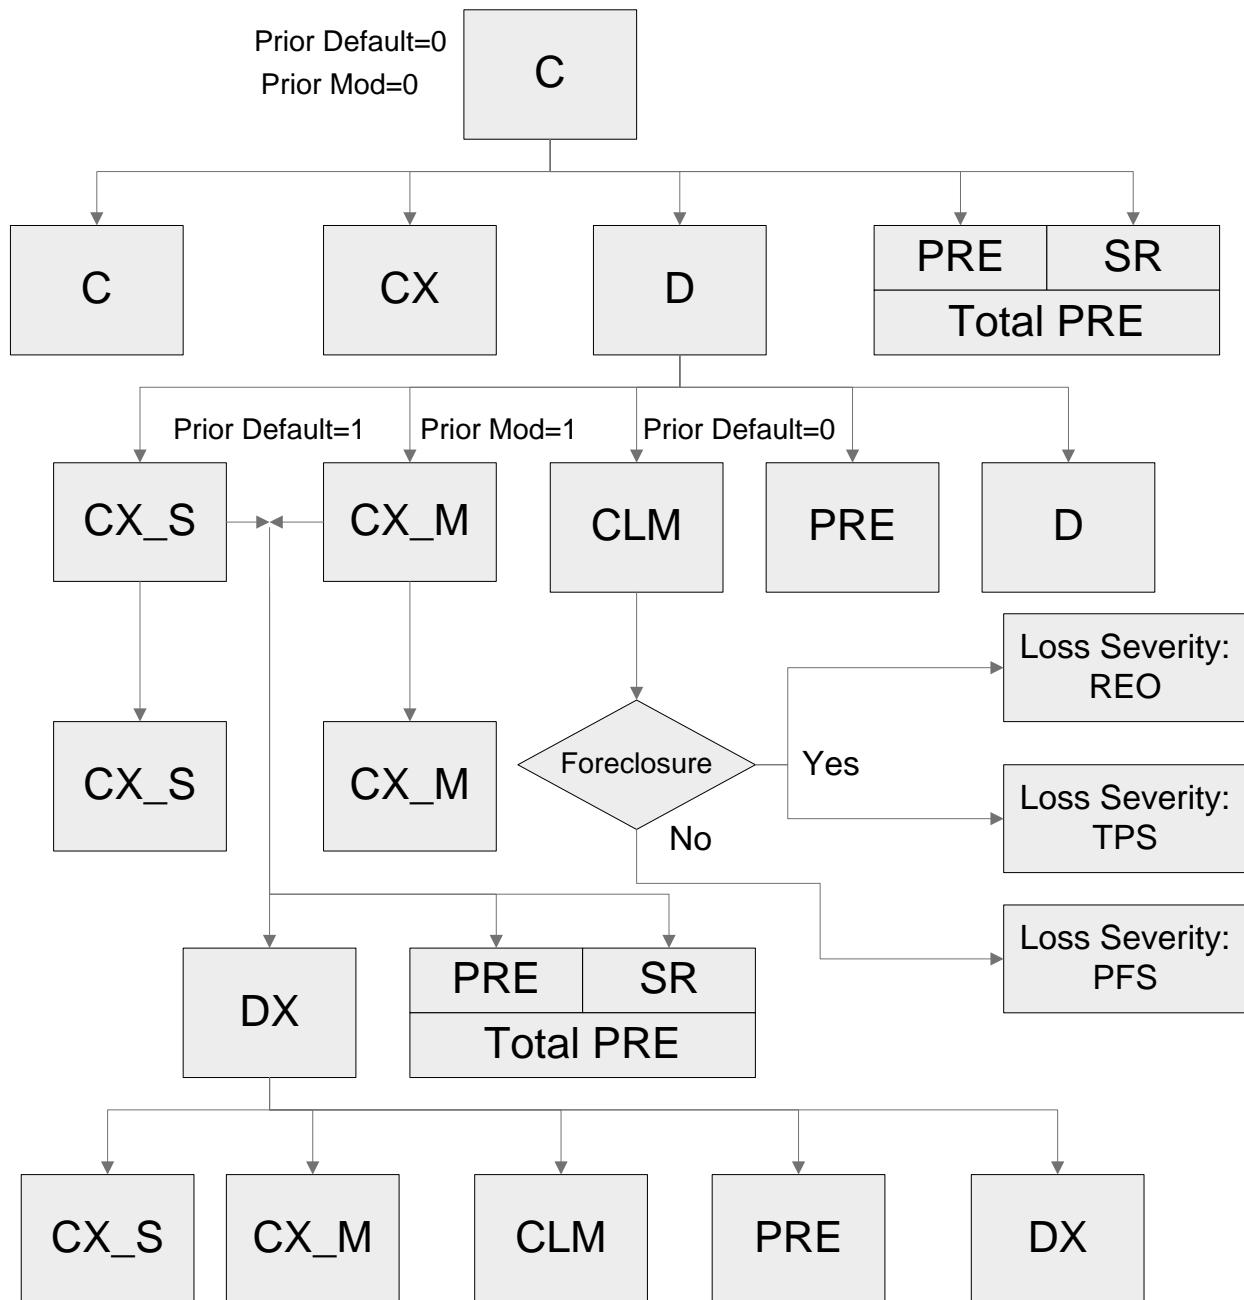 Prior Default=0
Prior Mod=0
C
C
CX
D
PRE
SR
Total PRE
Prior Default=1
Prior Mod=1
Prior Default=0
CX_S
CX_M
CLM
PRE
D
Loss Severity:
REO
CX_S
CX_M
Foreclosure
Yes
No
Loss Severity:
TPS
Loss Severity:
PFS
DX
PRE
SR
Total PRE
CX_S
CX_M
CLM
PRE
DX